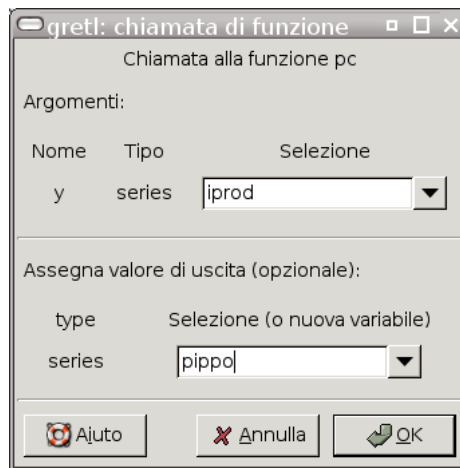 gretl: chiamata di funzione
Chiamata alla funzione pc
Argomenti:
Nome Tipo Selezione
y series iprod
Assegna valore di uscita (opzionale):
type Selezione (o nuova variabile)
series pippo
Aiuto Annulla OK